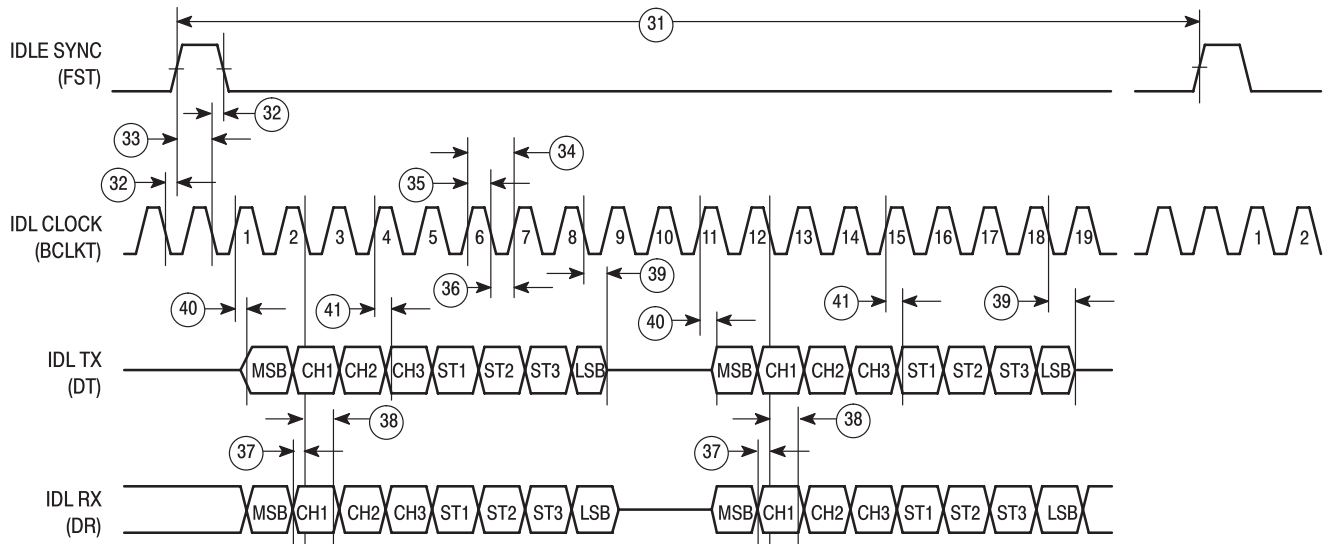 31
IDLE SYNC
(FST)
32
33
34
32
35
IDL CLOCK
(BCLKT)
1 2 3 4 5 6 7 8 9 10 11 12 13 14 15 16 17 18 19 1 2
39
36
40 41 41 39
40
IDL TX
(DT)
MSB CH1 CH2 CH3 ST1 ST2 ST3 LSB MSB CH1 CH2 CH3 ST1 ST2 ST3 LSB
38 38
37 37
IDL RX
(DR)
MSB CH1 CH2 CH3 ST1 ST2 ST3 LSB MSB CH1 CH2 CH3 ST1 ST2 ST3 LSB